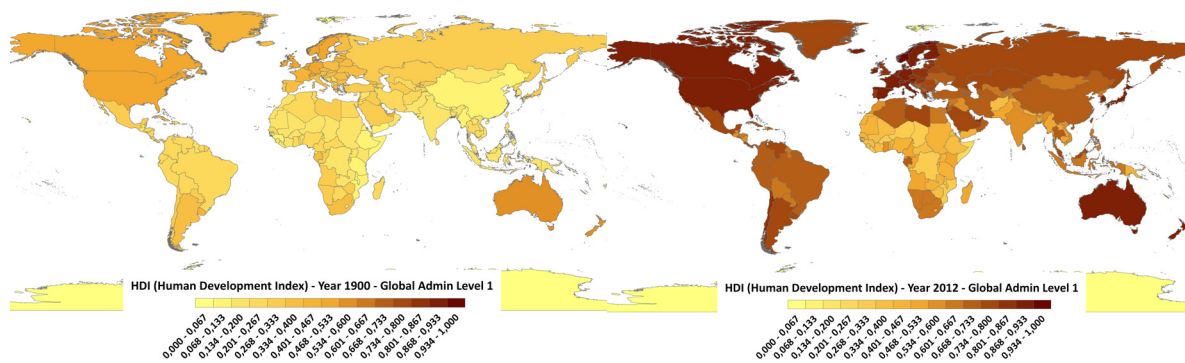 HDI (Human Development Index) - Year 1900 - Global Admin Level 1
0,000 - 0,067
0,068 - 0,133
0,134 - 0,200
0,201 - 0,267
0,268 - 0,333
0,334 - 0,400
0,401 - 0,467
0,468 - 0,533
0,534 - 0,600
0,601 - 0,667
0,668 - 0,733
0,734 - 0,800
0,801 - 0,867
0,868 - 0,933
0,934 - 1,000
HDI (Human Development Index) - Year 2012 - Global Admin Level 1
0,000 - 0,067
0,068 - 0,133
0,134 - 0,200
0,201 - 0,267
0,268 - 0,333
0,334 - 0,400
0,401 - 0,467
0,468 - 0,533
0,534 - 0,600
0,601 - 0,667
0,668 - 0,733
0,734 - 0,800
0,801 - 0,867
0,868 - 0,933
0,934 - 1,000